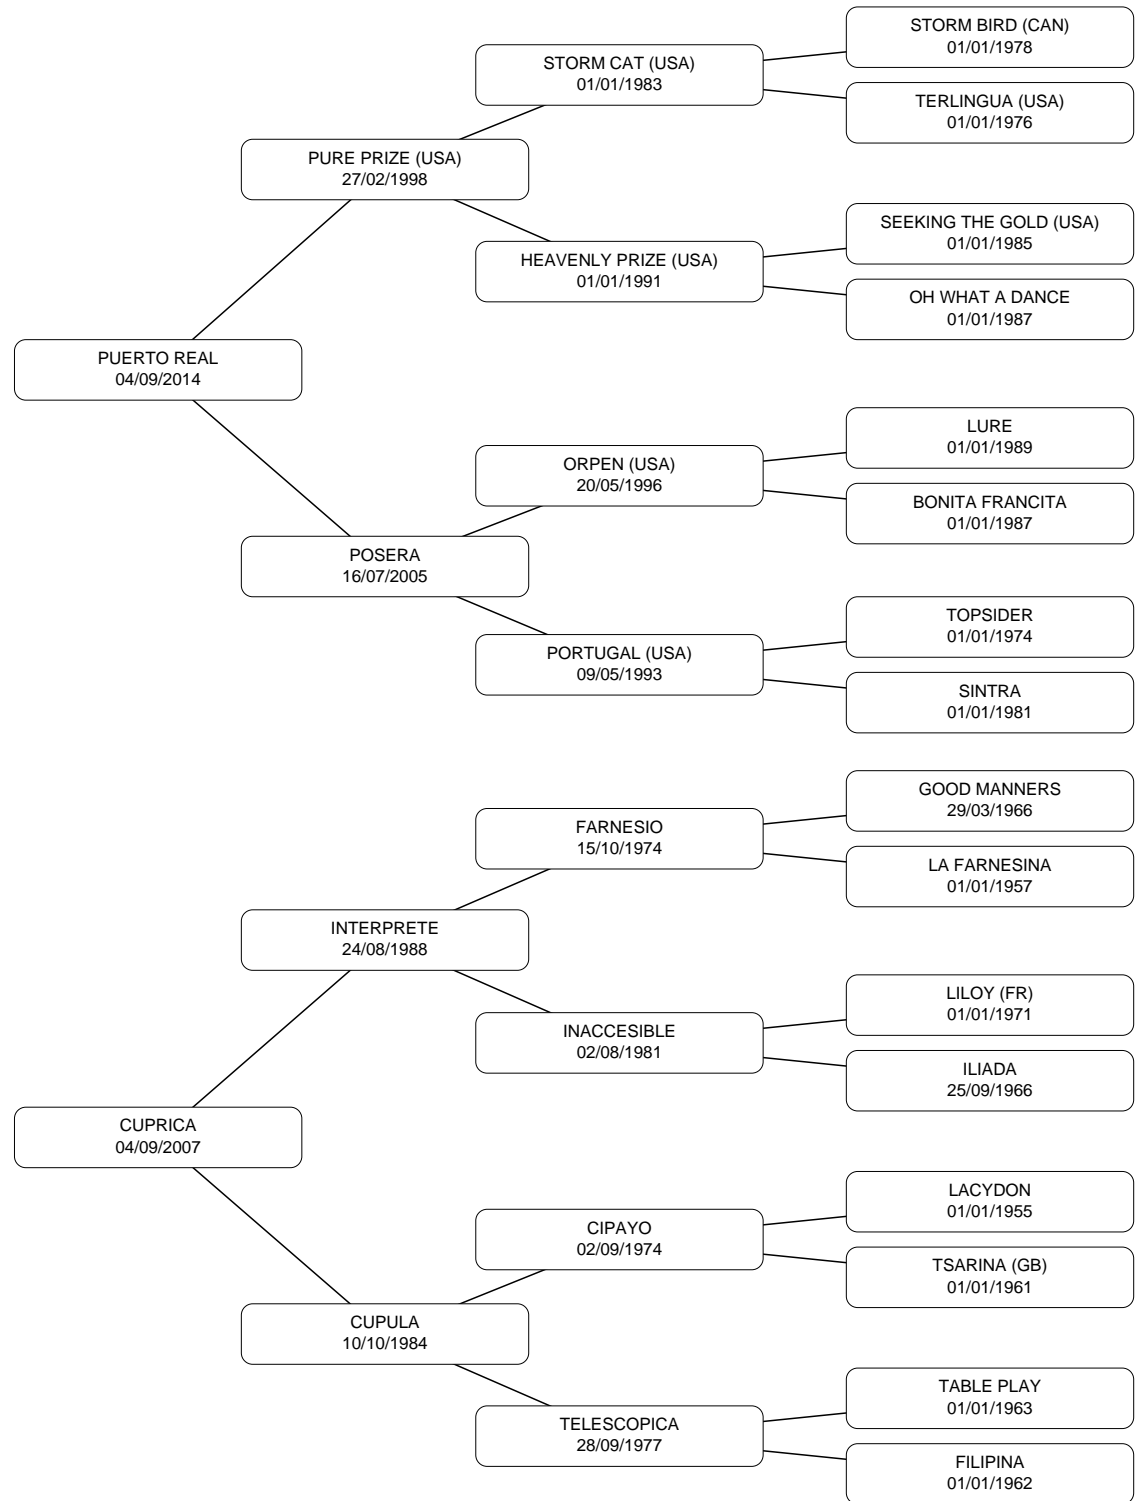 STORM BIRD (CAN)
01/01/1978
STORM CAT (USA)
01/01/1983
TERLINGUA (USA)
01/01/1976
PURE PRIZE (USA)
27/02/1998
SEEKING THE GOLD (USA)
01/01/1985
HEAVENLY PRIZE (USA)
01/01/1991
OH WHAT A DANCE
01/01/1987
PUERTO REAL
04/09/2014
LURE
01/01/1989
ORPEN (USA)
20/05/1996
BONITA FRANCITA
01/01/1987
POSERA
16/07/2005
TOPSIDER
01/01/1974
PORTUGAL (USA)
09/05/1993
SINTRA
01/01/1981
GOOD MANNERS
29/03/1966
FARNESIO
15/10/1974
LA FARNESINA
01/01/1957
INTERPRETE
24/08/1988
LILOY (FR)
01/01/1971
INACCESIBLE
02/08/1981
ILIADA
25/09/1966
CUPRICA
04/09/2007
LACYDON
01/01/1955
CIPAYO
02/09/1974
TSARINA (GB)
01/01/1961
CUPULA
10/10/1984
TABLE PLAY
01/01/1963
TELESCOPICA
28/09/1977
FILIPINA
01/01/1962